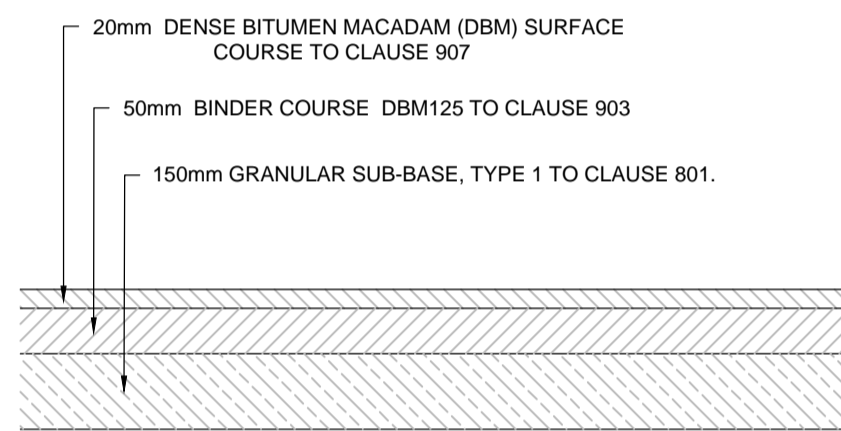 20mm DENSE BITUMEN MACADAM (DBM) SURFACE
COURSE TO CLAUSE 907
50mm BINDER COURSE DBM125 TO CLAUSE 903
150mm GRANULAR SUB-BASE, TYPE 1 TO CLAUSE 801.